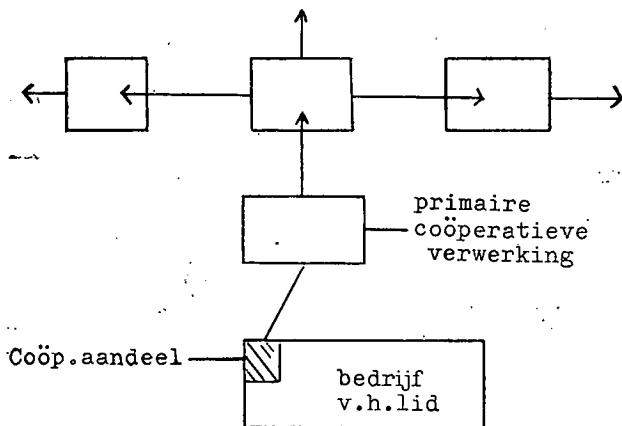 primaire
coöperatieve
verwerking
Coöp.aandeel
bedrijf
v.h.lid